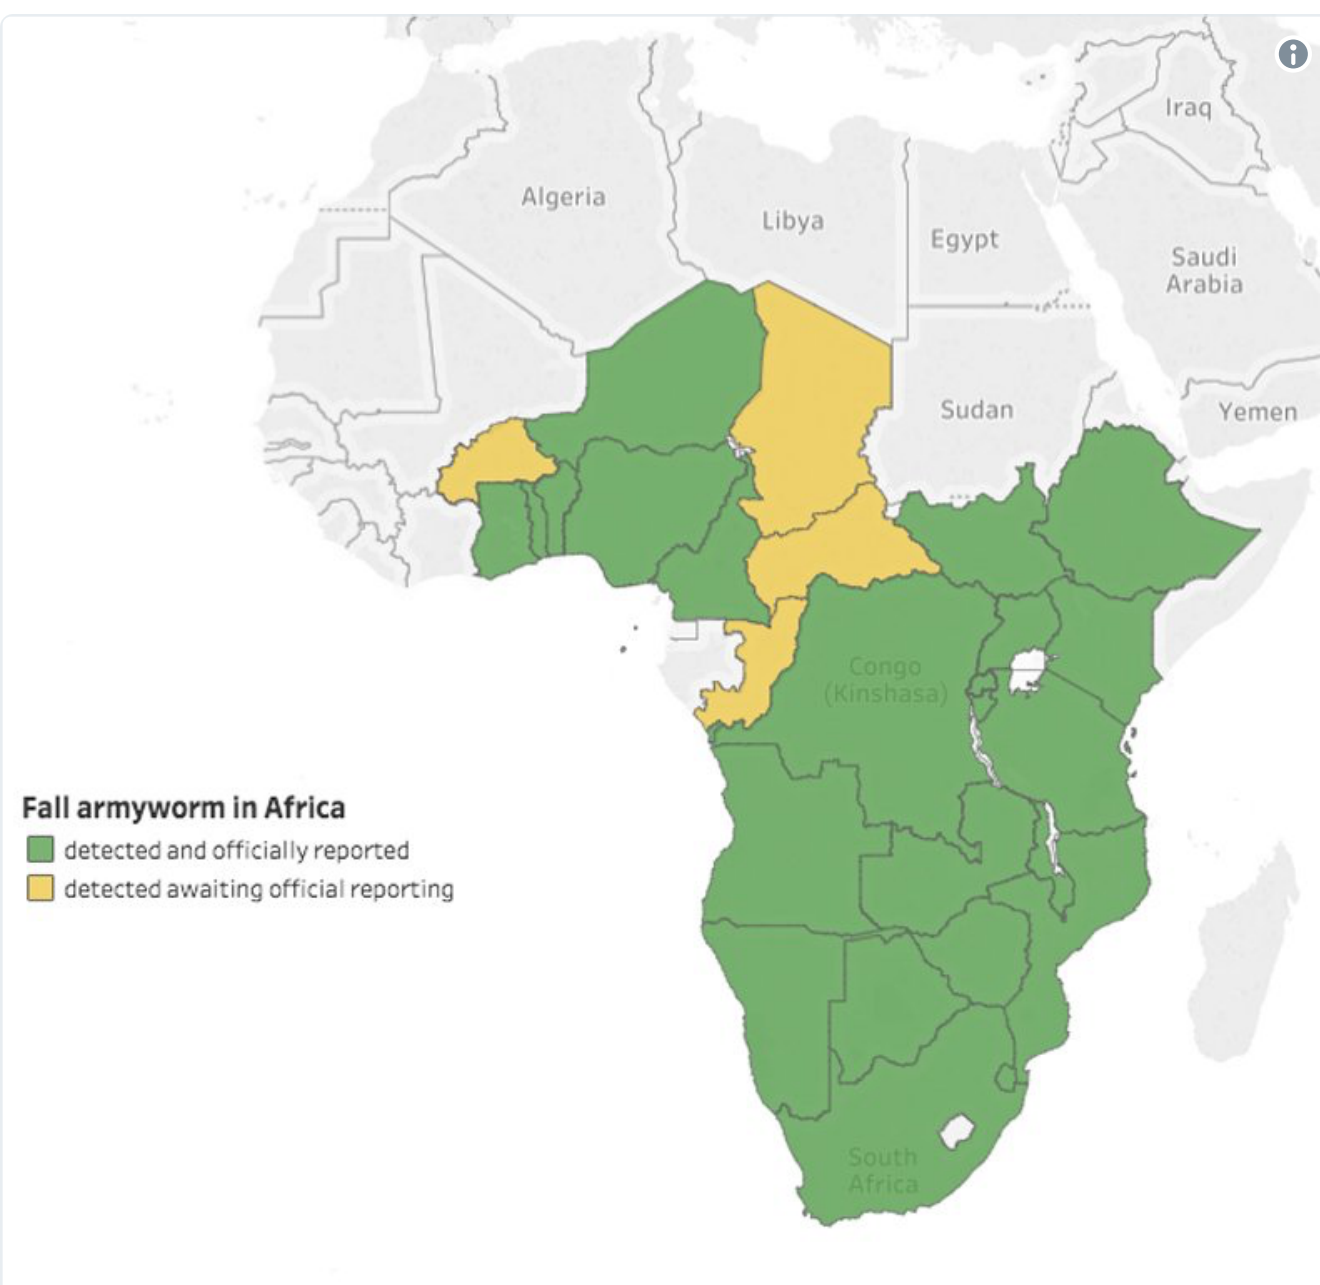 Iraq
Algeria
Libya
Egypt
Saudi
Arabia
Sudan
Yemen
Congo
(Kinshasa)
Fall armyworm in Africa
detected and officially reported
detected awaiting official reporting
South
Africa